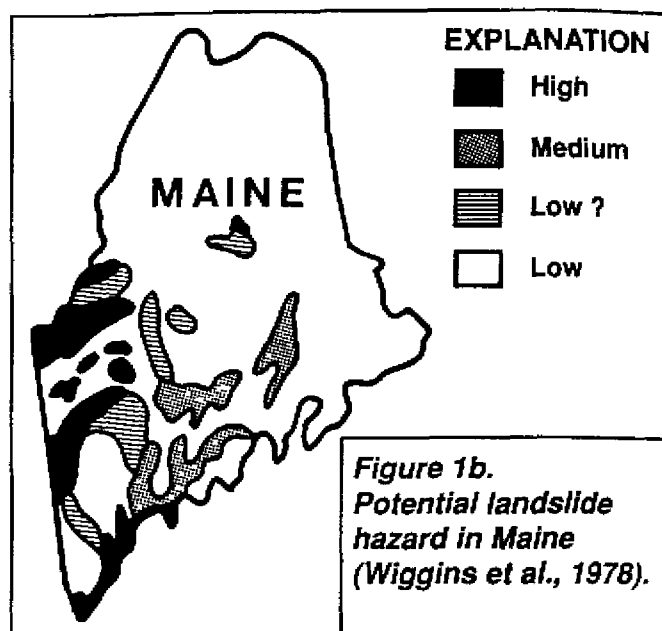 EXPLANATION
High
Medium
Low ?
Low
MAINE
Figure 1b.
Potential landslide
hazard in Maine
(Wiggins et al., 1978).